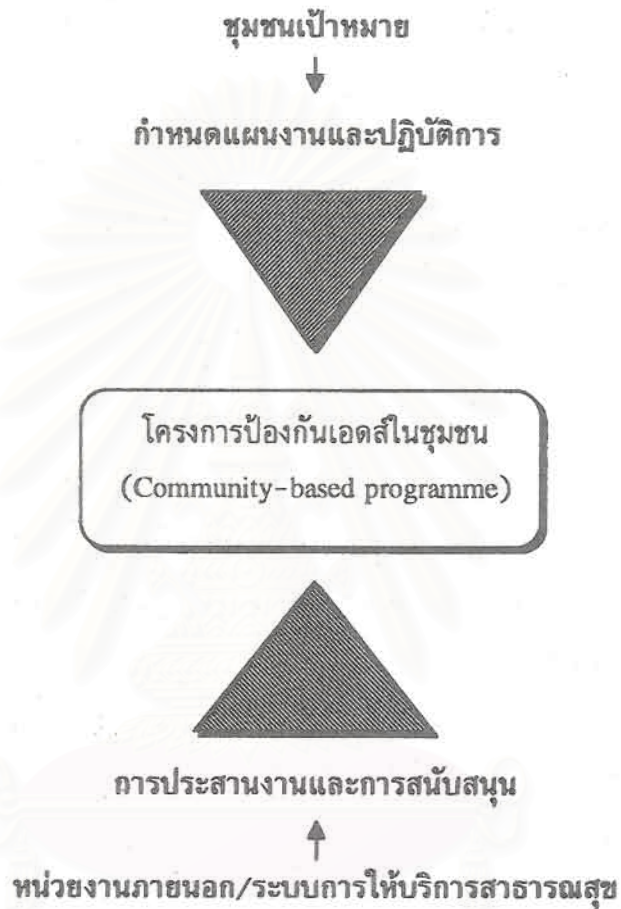 ชุมชนเป้าหมาย
กำหนดแผนงานและปฏิบัติการ
โครงการป้องกันเอดส์ในชุมชน
(Community-based programme)
การประสานงานและการสนับสนุน
หน่วยงานภายนอก/ระบบการให้บริการสาธารณสุข